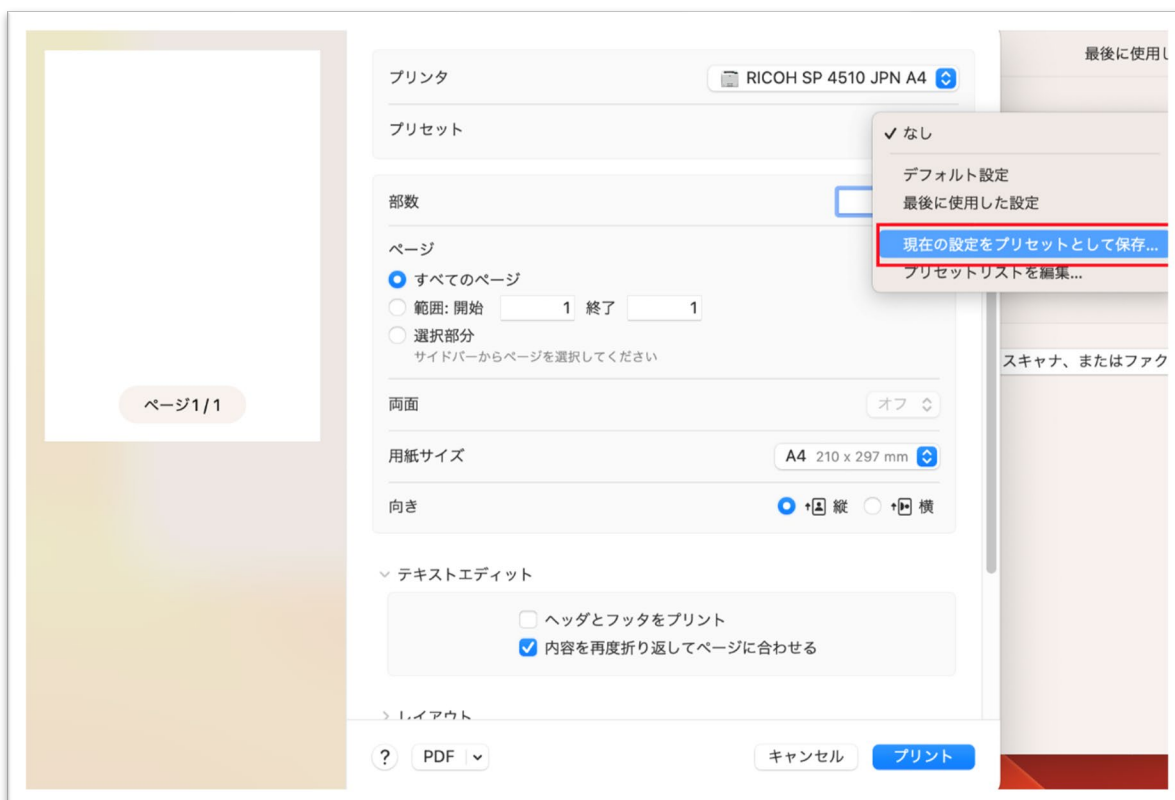 最後に使用し
プリンタ
RICOH SP 4510 JPN A4
プリセット
✓ なし
デフォルト設定
最後に使用した設定
現在の設定をプリセットとして保存...
プリセットリストを編集...
部数
ページ
すべてのページ
範囲: 開始 1 終了 1
選択部分
サイドバーからページを選択してください
スキャナ、またはファク
ページ1 / 1
両面 オフ
用紙サイズ A4 210 x 297 mm
向き 縦 横
テキストエディット
ヘッダとフッタをプリント
内容を再度折り返してページに合わせる
レイアウト
? PDF キャンセル プリント